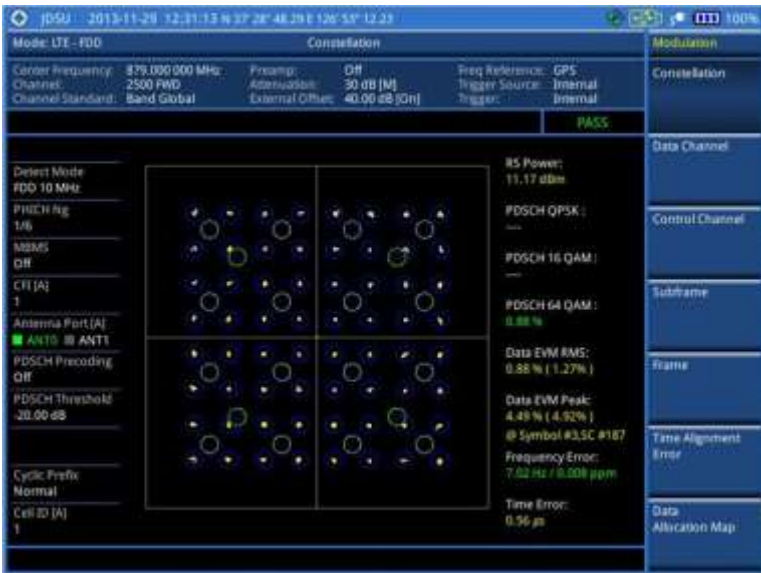 JDSU 2013-11-29 12:31:13 N 37° 28' 48.29 E 126° 53" 12.23 100%
Mode: LTE - FDD Constellation Modulation
Center Frequency: 879.000 000 MHz Preamp: Off Freq Reference: GPS
Channel: 2500 FWD Attenuation: 30 dB [M] Trigger Source: Internal
Channel Standard: Band Global External Offset: 40.00 dB [On] Trigger: Internal
PASS
Detect Mode
FDD 10 MHz
PHICH Ng
1/6
MBMS
Off
CFI [A]
1
Antenna Port [A]
ANT0 ANT1
PDSCH Precoding
Off
PDSCH Threshold
-20.00 dB
Cyclic Prefix
Normal
Cell ID [A]
1
RS Power:
11.17 dBm
PDSCH QPSK :
---
PDSCH 16 QAM :
---
PDSCH 64 QAM :
0.88 %
Data EVM RMS:
0.88 % ( 1.27% )
Data EVM Peak:
4.49 % ( 4.92% )
@ Symbol #3,SC #187
Frequency Error:
7.02 Hz / 0.008 ppm
Time Error:
0.56 µs
Constellation
Data Channel
Control Channel
Subframe
Frame
Time Alignment
Error
Data
Allocation Map